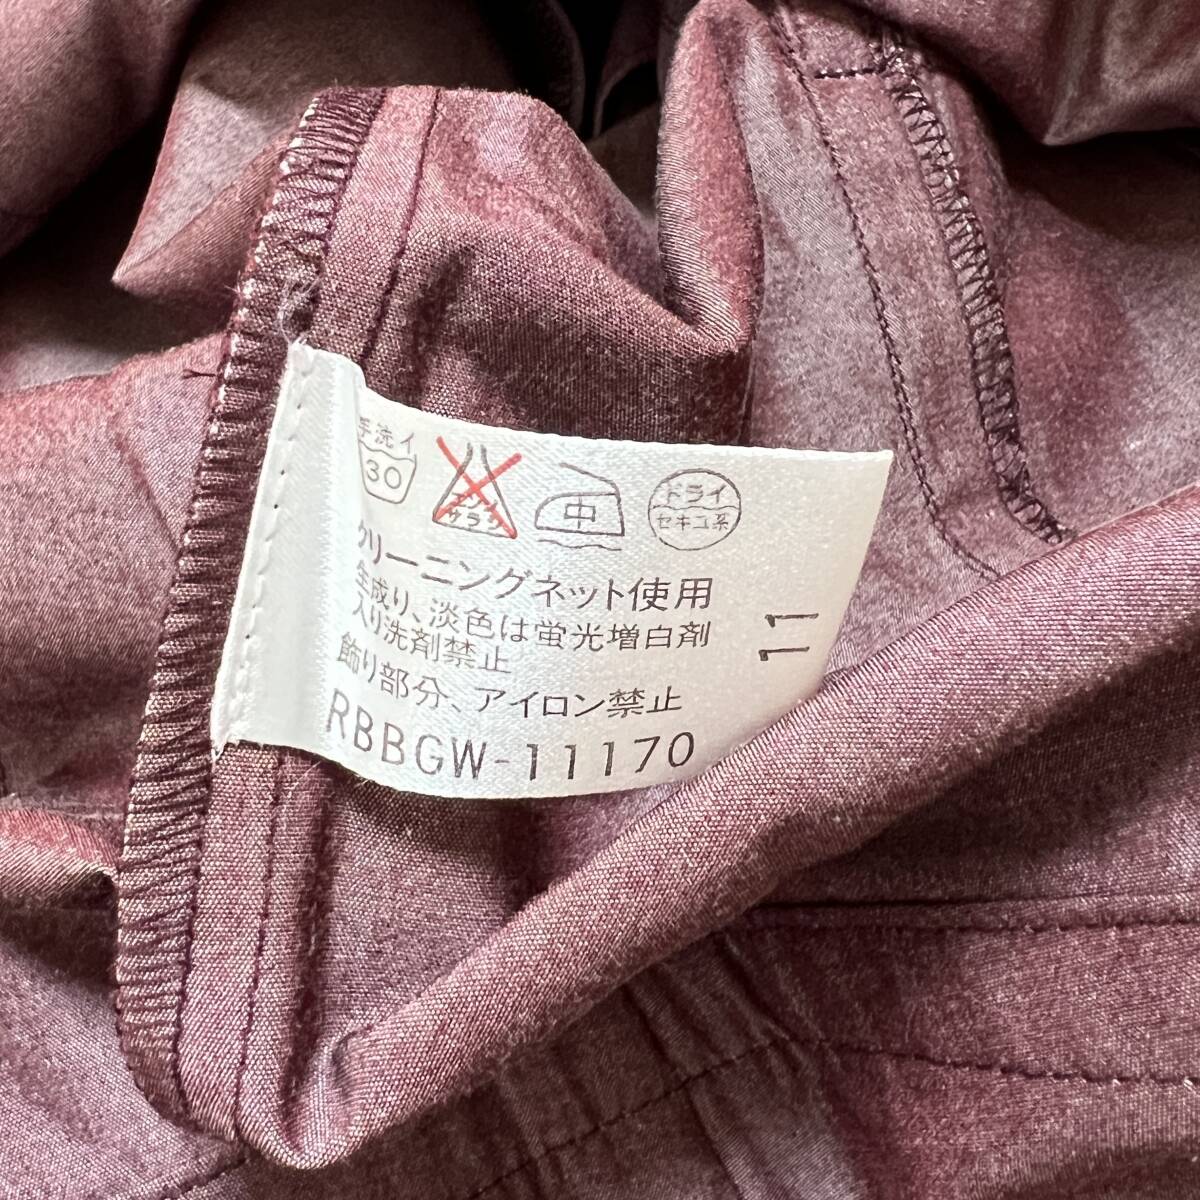 手洗イ
30
エンソ
サラシ
中
ドライ
セキユ系
クリーニングネット使用
生成り、淡色は蛍光増白剤
入り洗剤禁止
飾り部分、アイロン禁止
RBBGW-11170
11